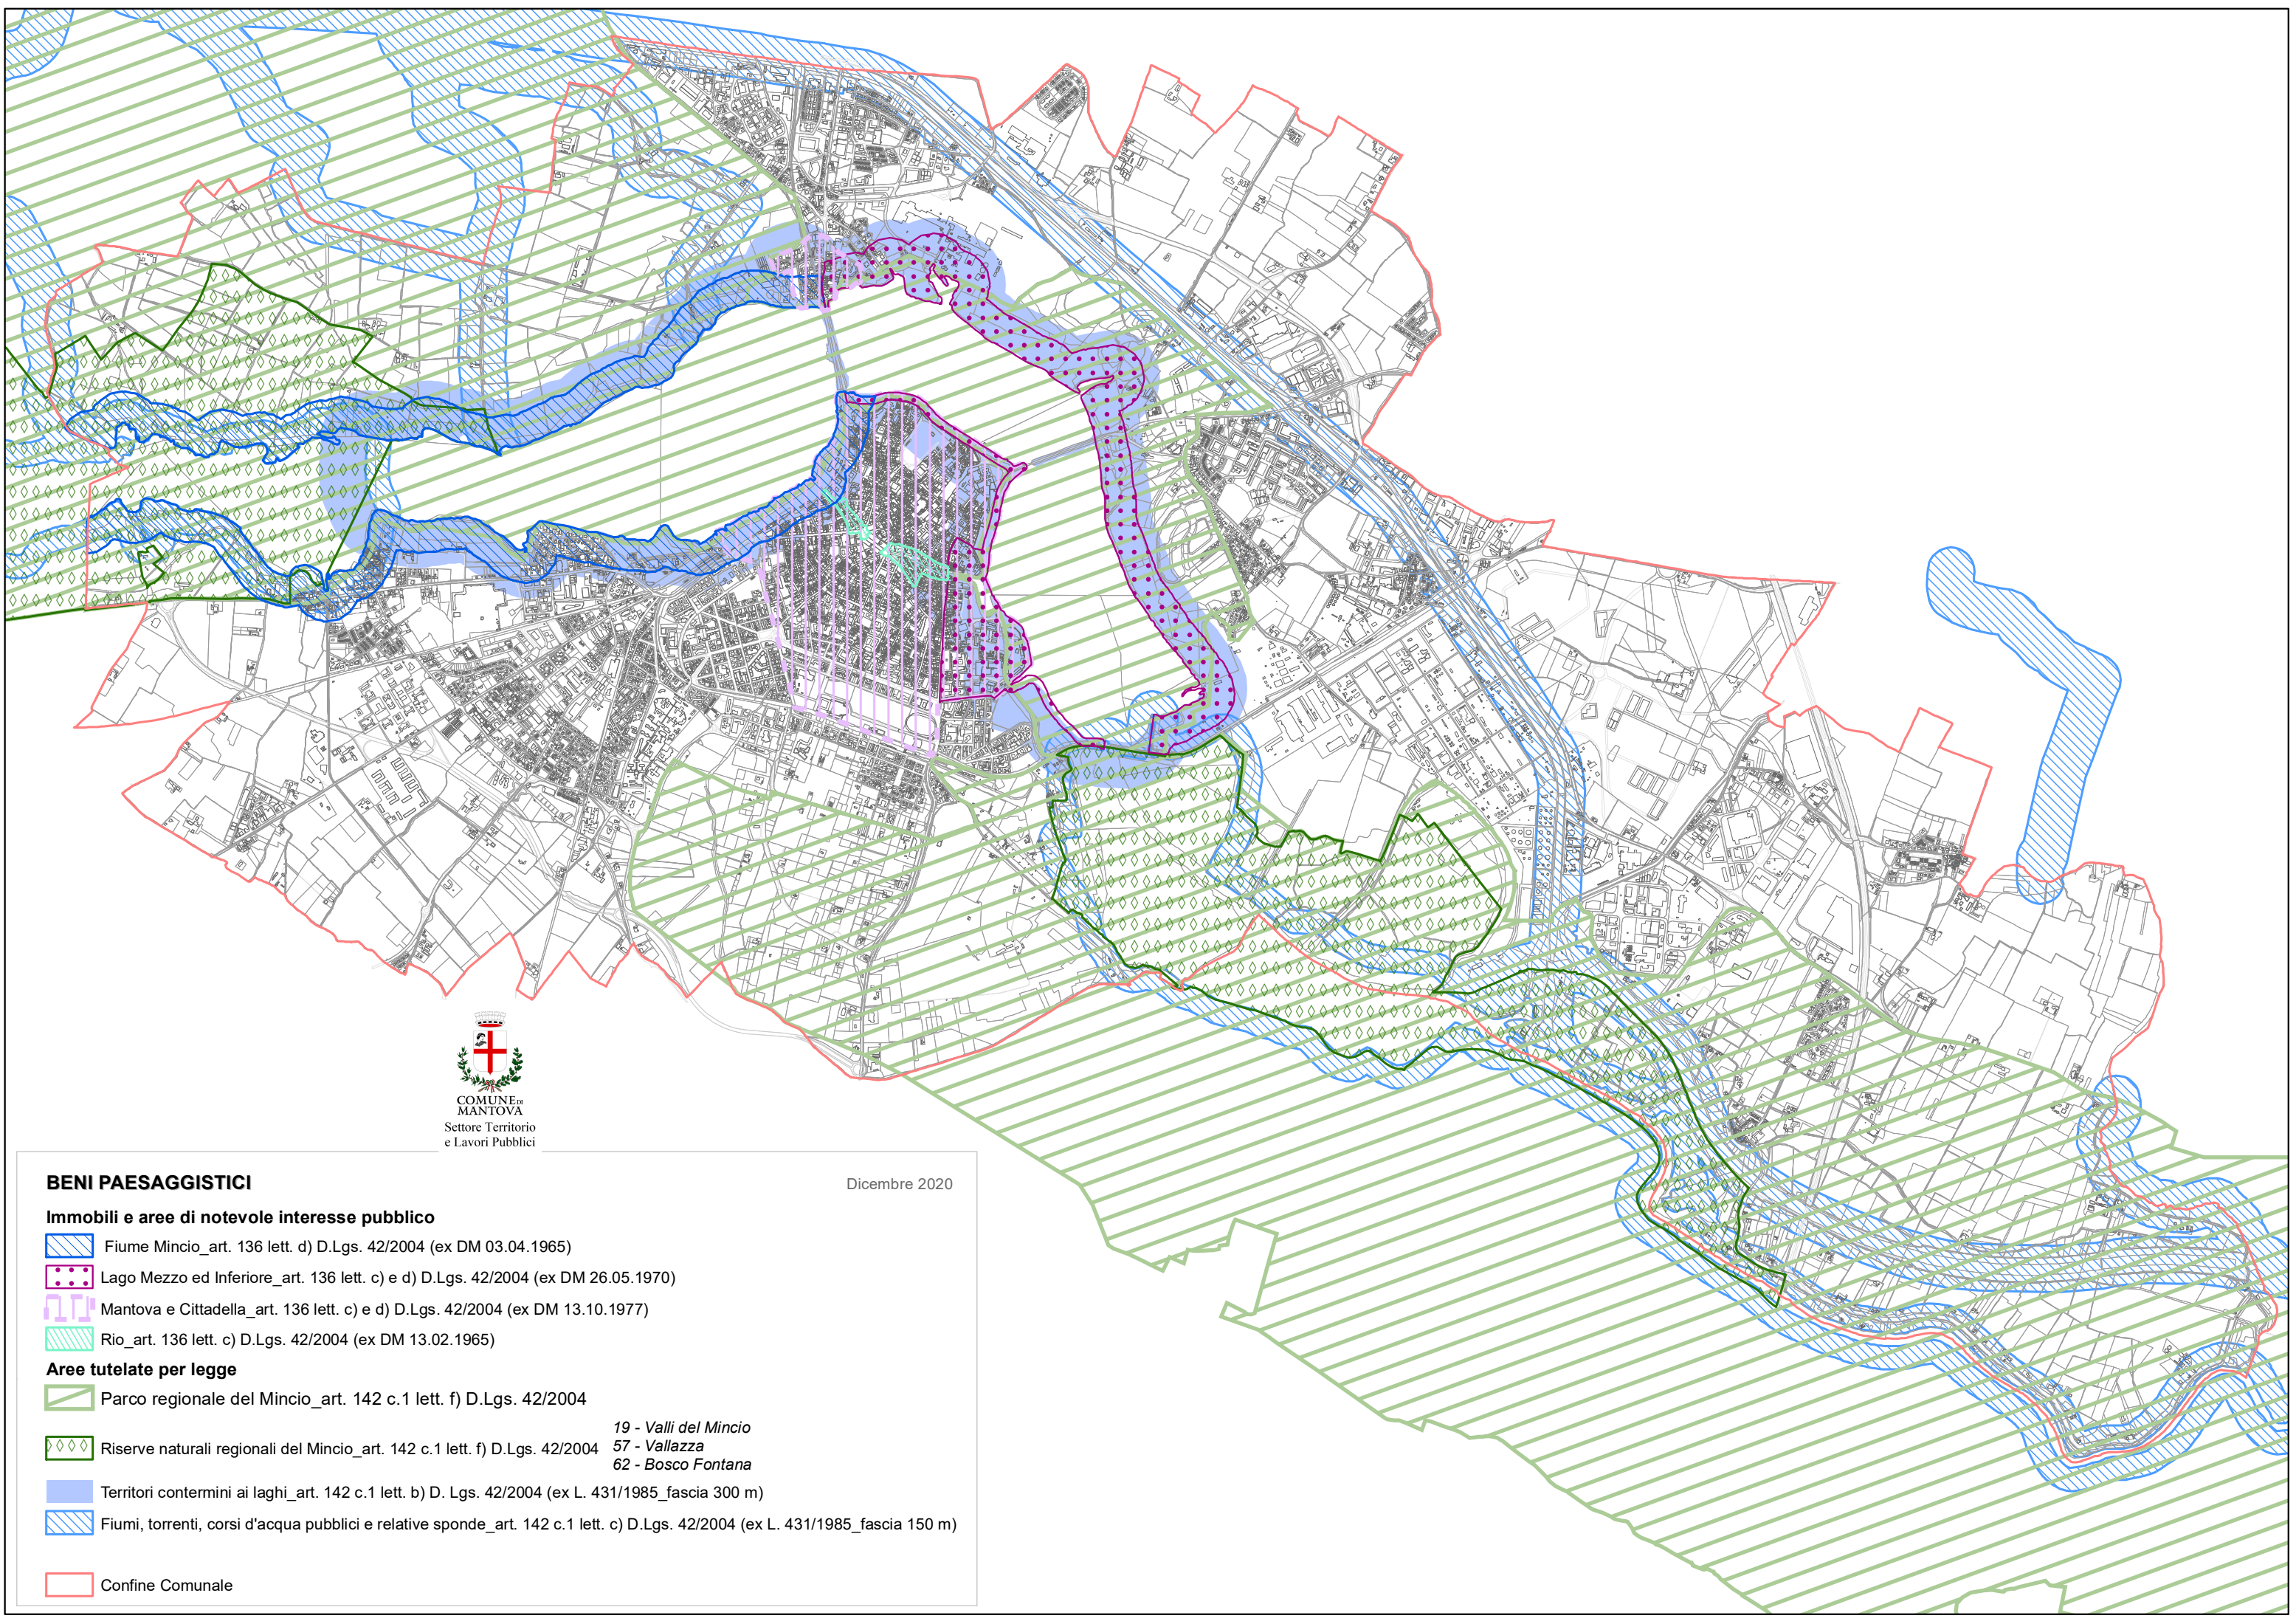 COMUNE DI
MANTOVA
Settore Territorio
e Lavori Pubblici
BENI PAESAGGISTICI
Dicembre 2020
Immobili e aree di notevole interesse pubblico
Fiume Mincio_art. 136 lett. d) D.Lgs. 42/2004 (ex DM 03.04.1965)
Lago Mezzo ed Inferiore_art. 136 lett. c) e d) D.Lgs. 42/2004 (ex DM 26.05.1970)
Mantova e Cittadella_art. 136 lett. c) e d) D.Lgs. 42/2004 (ex DM 13.10.1977)
Rio_art. 136 lett. c) D.Lgs. 42/2004 (ex DM 13.02.1965)
Aree tutelate per legge
Parco regionale del Mincio_art. 142 c.1 lett. f) D.Lgs. 42/2004
Riserve naturali regionali del Mincio_art. 142 c.1 lett. f) D.Lgs. 42/2004
19 - Valli del Mincio
57 - Vallazza
62 - Bosco Fontana
Territori contermini ai laghi_art. 142 c.1 lett. b) D. Lgs. 42/2004 (ex L. 431/1985_fascia 300 m)
Fiumi, torrenti, corsi d'acqua pubblici e relative sponde_art. 142 c.1 lett. c) D.Lgs. 42/2004 (ex L. 431/1985_fascia 150 m)
Confine Comunale